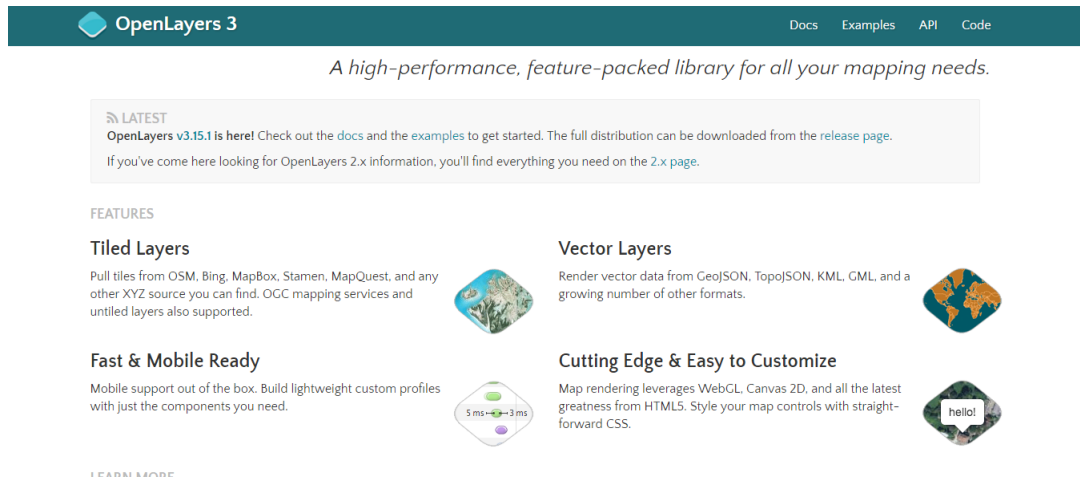 OpenLayers 3
Docs Examples API Code
A high-performance, feature-packed library for all your mapping needs.
LATEST
OpenLayers v3.15.1 is here! Check out the docs and the examples to get started. The full distribution can be downloaded from the release page.
If you've come here looking for OpenLayers 2.x information, you'll find everything you need on the 2.x page.
FEATURES
Tiled Layers
Pull tiles from OSM, Bing, MapBox, Stamen, MapQuest, and any
other XYZ source you can find. OGC mapping services and
untiled layers also supported.
Vector Layers
Render vector data from GeoJSON, TopoJSON, KML, GML, and a
growing number of other formats.
Fast & Mobile Ready
Mobile support out of the box. Build lightweight custom profiles
with just the components you need.
5 ms 3 ms
Cutting Edge & Easy to Customize
Map rendering leverages WebGL, Canvas 2D, and all the latest
greatness from HTML5. Style your map controls with straight-
forward CSS.
hello!
LEARN MORE